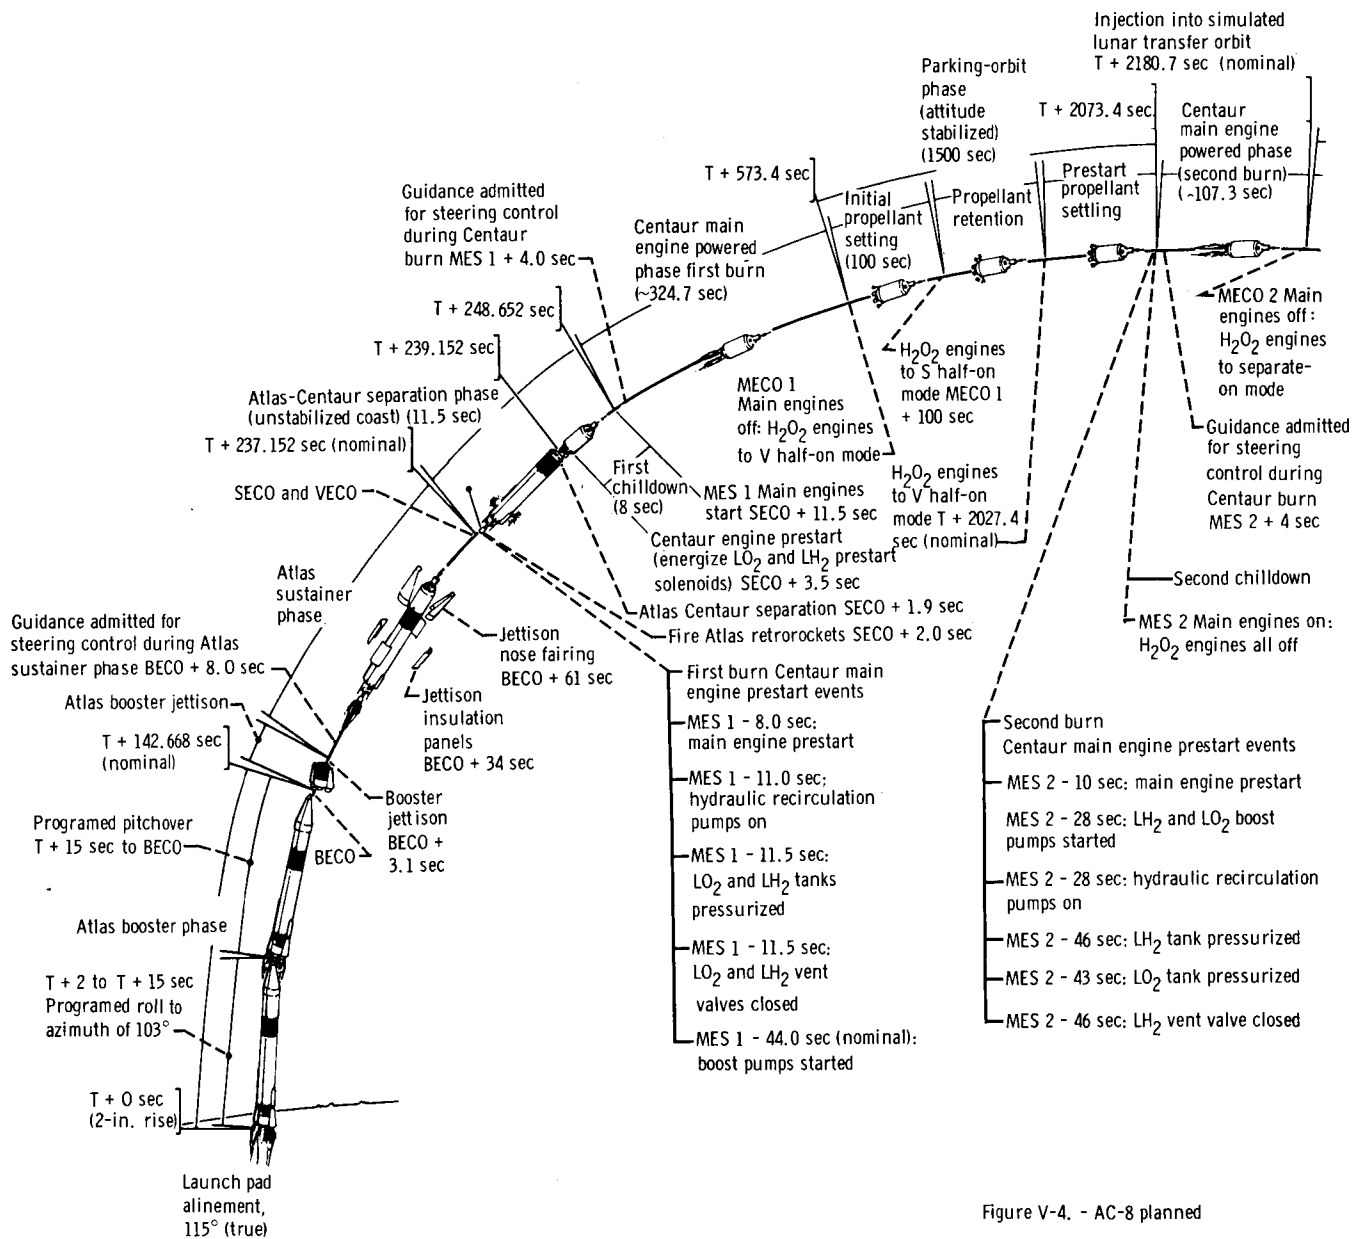 Injection into simulated
lunar transfer orbit
T + 2180.7 sec (nominal)
Parking-orbit
phase
(attitude
stabilized)
(1500 sec)
T + 2073.4 sec
Centaur
main engine
powered phase
(second burn)
(~107.3 sec)
T + 573.4 sec
Initial
propellant
setting
(100 sec)
Propellant
retention
Prestart
propellant
settling
Guidance admitted
for steering control
during Centaur
burn MES 1 + 4.0 sec
Centaur main
engine powered
phase first burn
(~324.7 sec)
T + 248.652 sec
T + 239.152 sec
Atlas-Centaur separation phase
(unstabilized coast) (11.5 sec)
T + 237.152 sec (nominal)
SECO and VECO
MECO 2 Main
engines off:
H2O2 engines
to separate-
on mode
H2O2 engines
to S half-on
mode MECO 1
+ 100 sec
MECO 1
Main engines
off: H2O2 engines
to V half-on mode
Guidance admitted
for steering
control during
Centaur burn
MES 2 + 4 sec
H2O2 engines
to V half-on
mode T + 2027.4
sec (nominal)
First
chilldown
(8 sec)
MES 1 Main engines
start SECO + 11.5 sec
Centaur engine prestart
(energize LO2 and LH2 prestart
solenoids) SECO + 3.5 sec
Second chilldown
Atlas Centaur separation SECO + 1.9 sec
Fire Atlas retrorockets SECO + 2.0 sec
MES 2 Main engines on:
H2O2 engines all off
Atlas
sustainer
phase
Guidance admitted for
steering control during Atlas
sustainer phase BECO + 8.0 sec
Jettison
nose fairing
BECO + 61 sec
Jettison
insulation
panels
BECO + 34 sec
Atlas booster jettison
T + 142.668 sec
(nominal)
Booster
jettison
BECO +
3.1 sec
Programed pitchover
T + 15 sec to BECO
BECO
Atlas booster phase
T + 2 to T + 15 sec
Programed roll to
azimuth of 103°
T + 0 sec
(2-in. rise)
Launch pad
alinement,
115° (true)
First burn Centaur main
engine prestart events
MES 1 - 8.0 sec:
main engine prestart
MES 1 - 11.0 sec;
hydraulic recirculation
pumps on
MES 1 - 11.5 sec:
LO2 and LH2 tanks
pressurized
MES 1 - 11.5 sec:
LO2 and LH2 vent
valves closed
MES 1 - 44.0 sec (nominal):
boost pumps started
Second burn
Centaur main engine prestart events
MES 2 - 10 sec: main engine prestart
MES 2 - 28 sec: LH2 and LO2 boost
pumps started
MES 2 - 28 sec: hydraulic recirculation
pumps on
MES 2 - 46 sec: LH2 tank pressurized
MES 2 - 43 sec: LO2 tank pressurized
MES 2 - 46 sec: LH2 vent valve closed
Figure V-4. - AC-8 planned